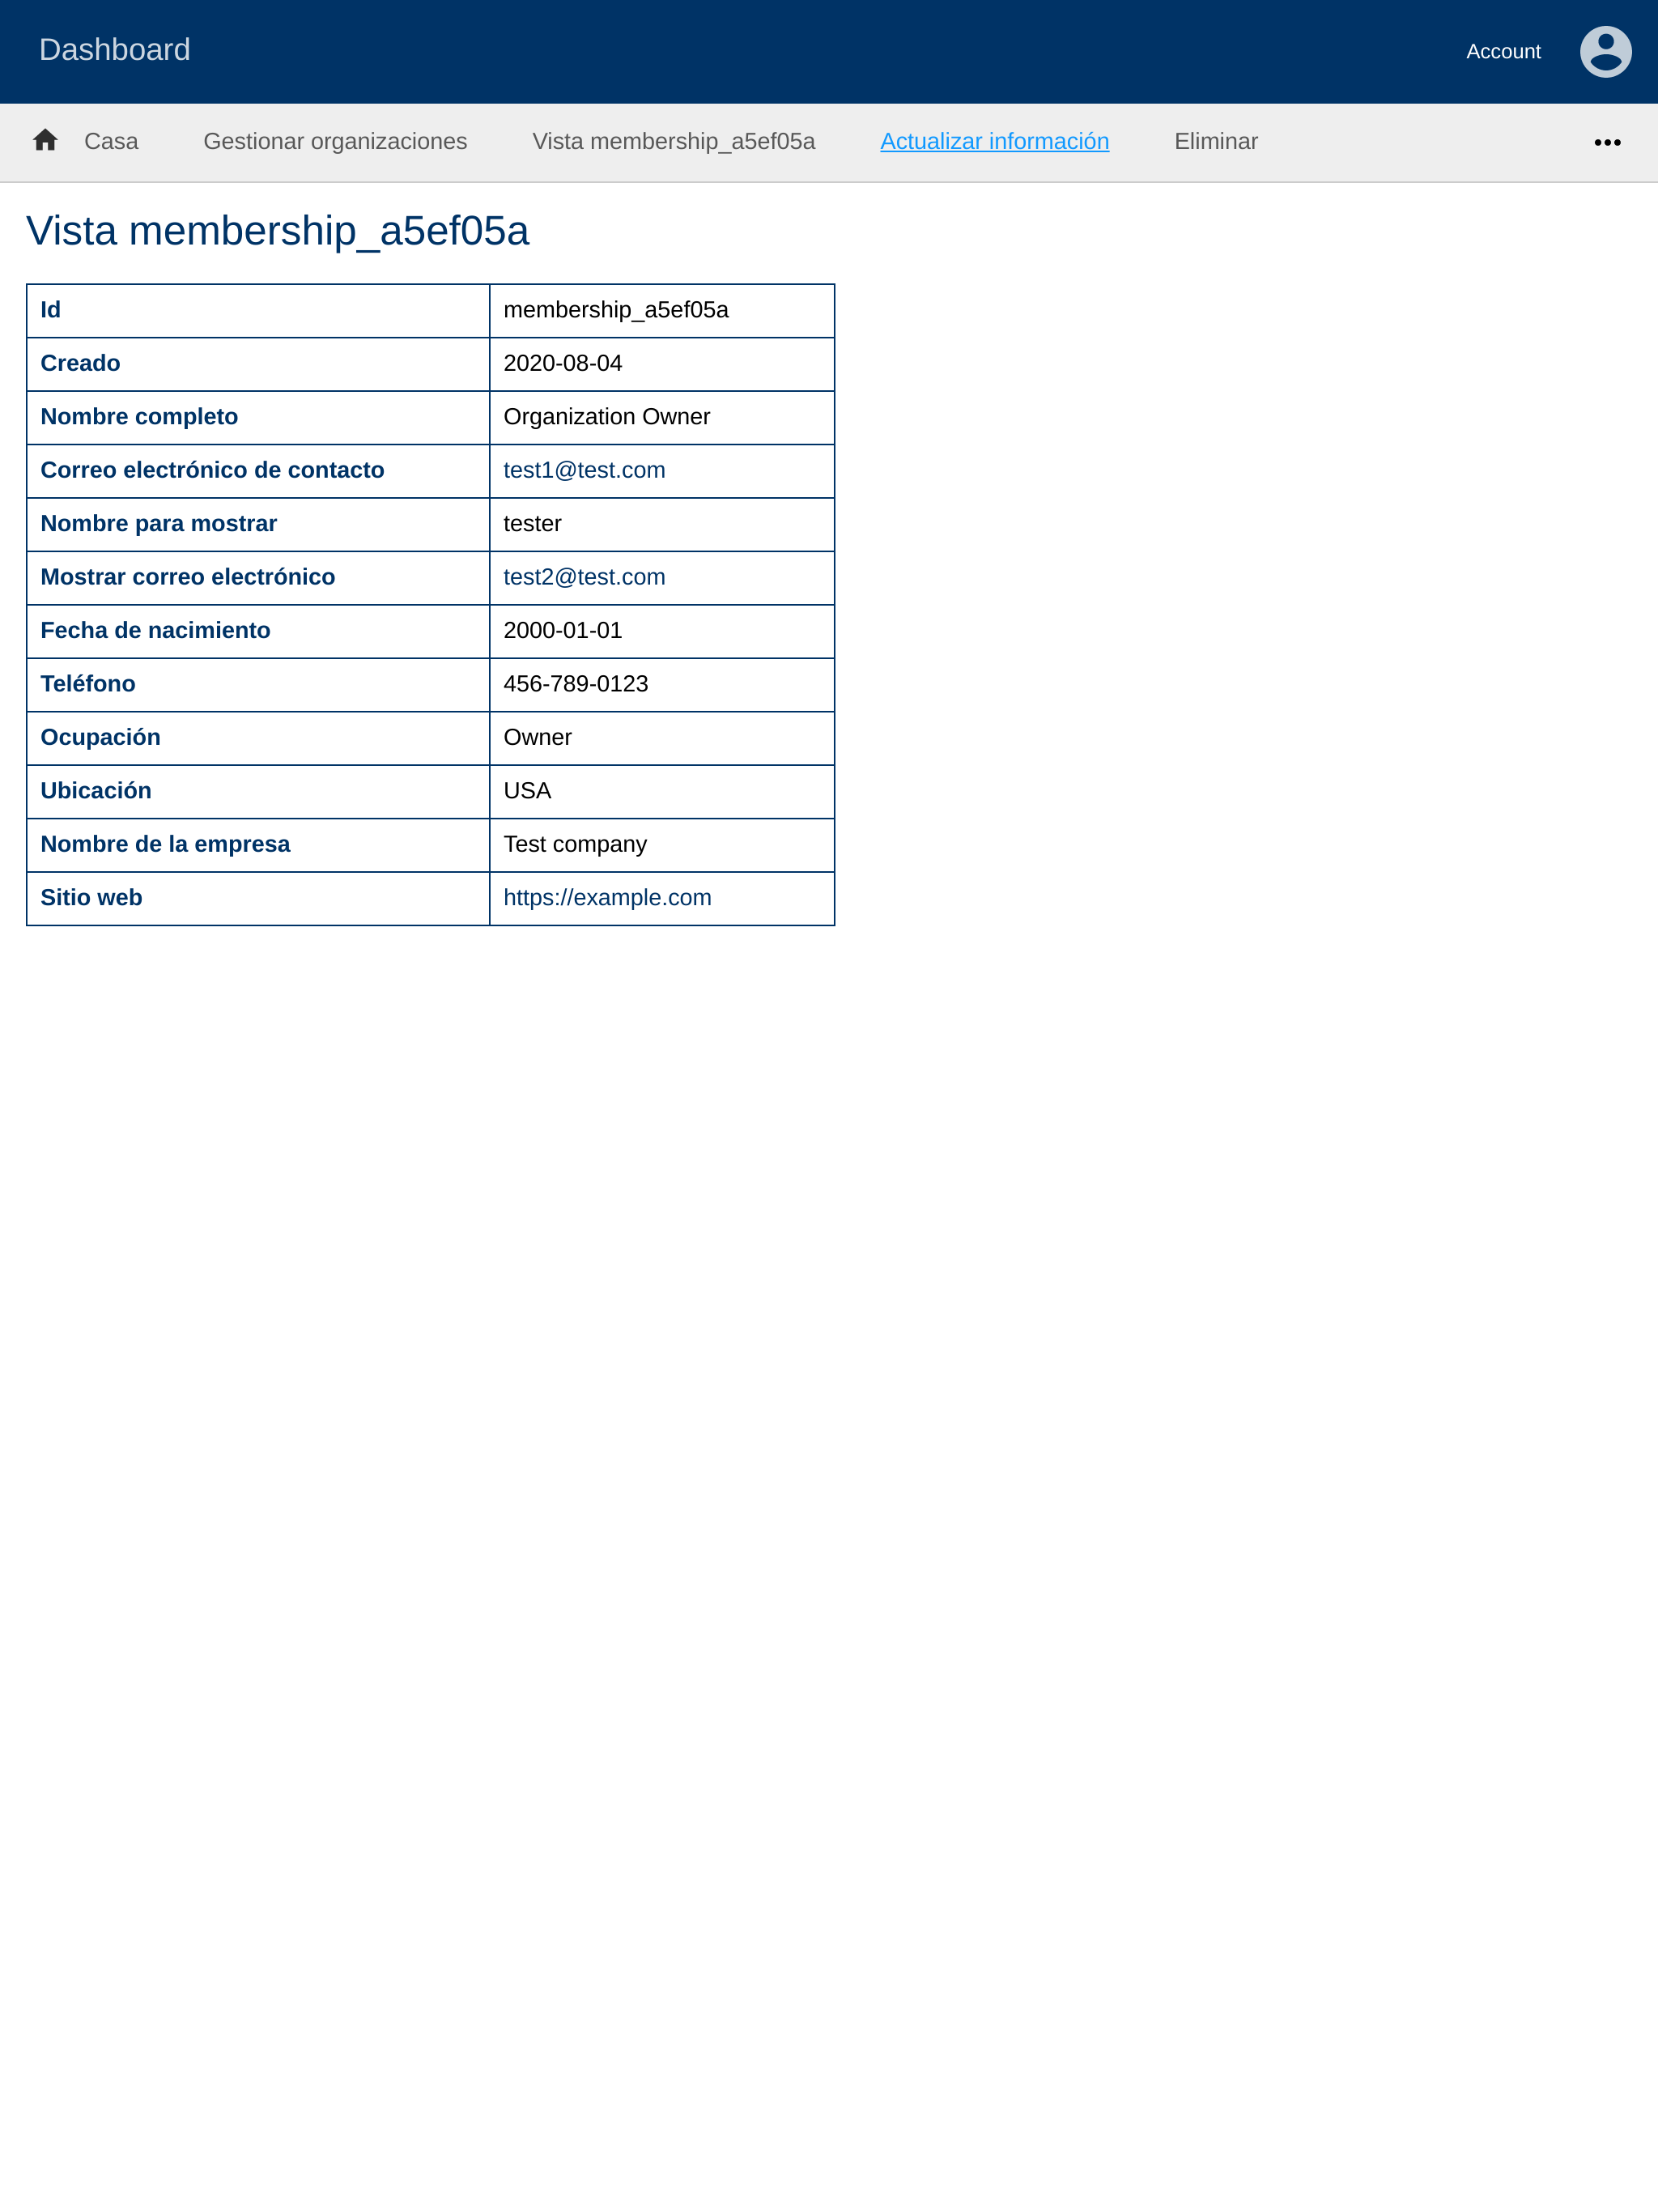 Dashboard
Account
Casa Gestionar organizaciones Vista membership_a5ef05a Actualizar información Eliminar
Vista membership_a5ef05a
Id membership_a5ef05a
Creado 2020-08-04
Nombre completo Organization Owner
Correo electrónico de contacto test1@test.com
Nombre para mostrar tester
Mostrar correo electrónico test2@test.com
Fecha de nacimiento 2000-01-01
Teléfono 456-789-0123
Ocupación Owner
Ubicación USA
Nombre de la empresa Test company
Sitio web https://example.com